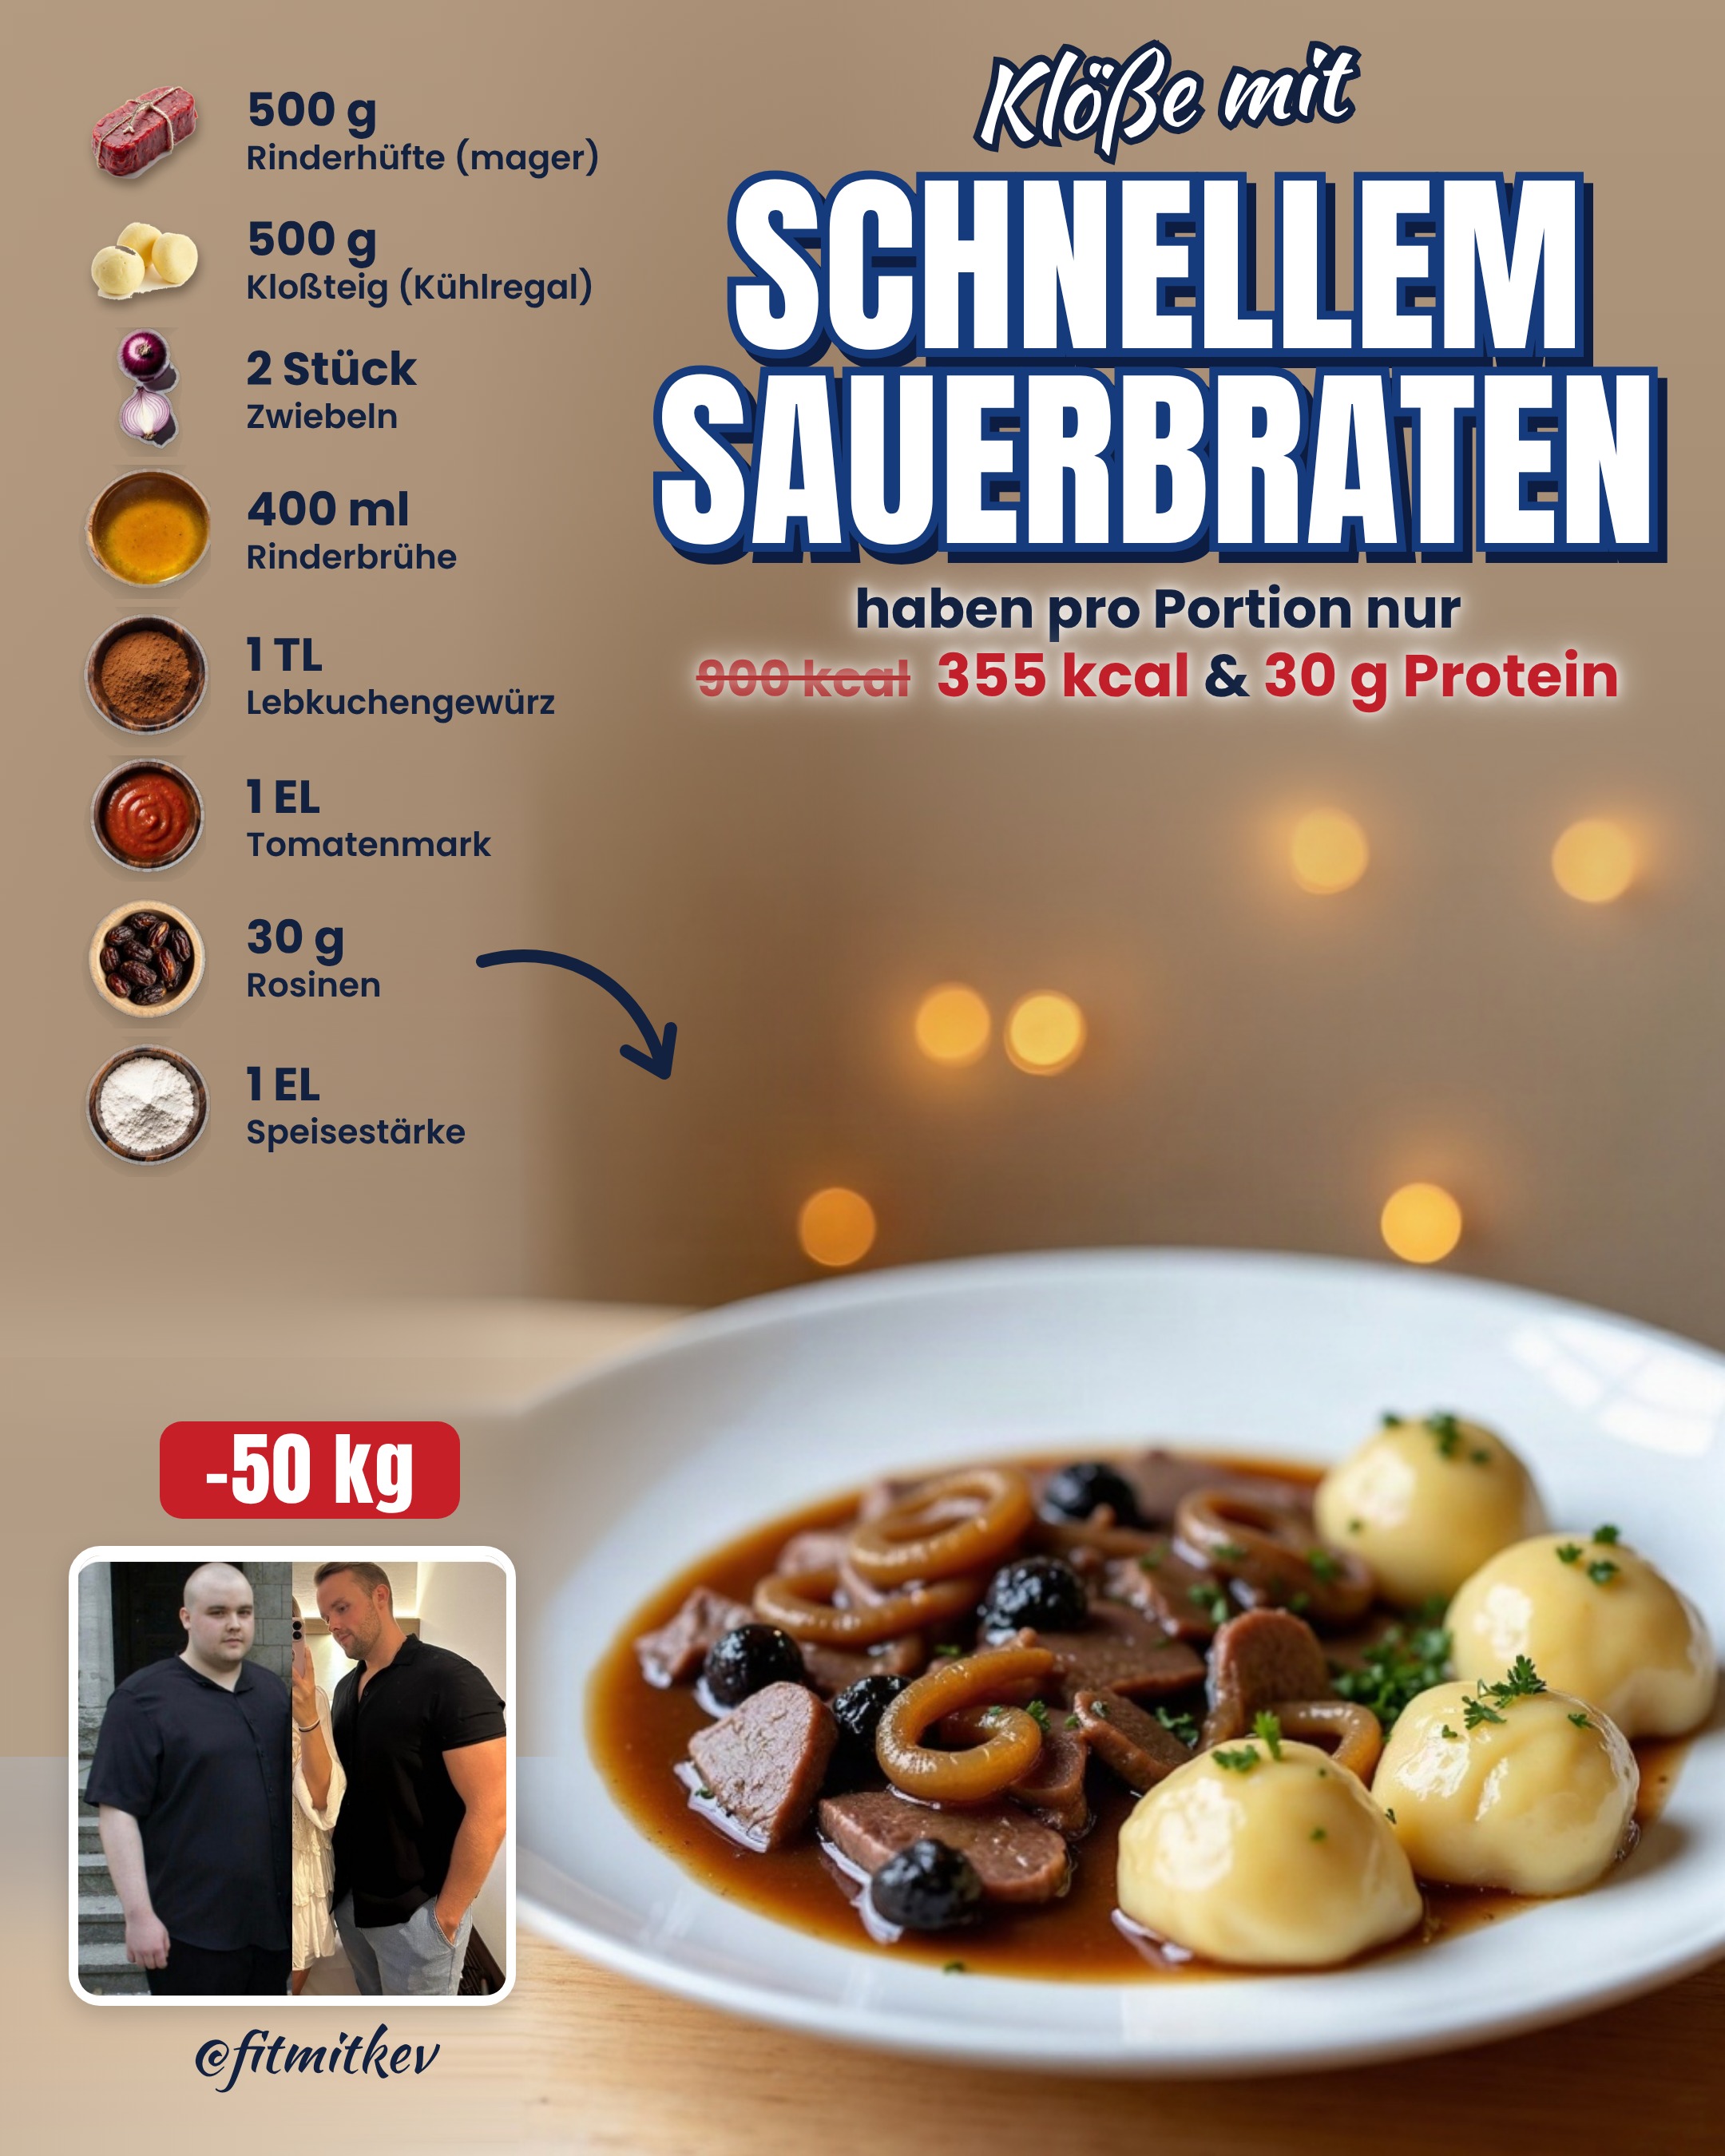 Klöße mit
SCHNELLEM
SAUERBRATEN
haben pro Portion nur
900 kcal 355 kcal & 30 g Protein
500 g
Rinderhüfte (mager)
500 g
Kloßteig (Kühlregal)
2 Stück
Zwiebeln
400 ml
Rinderbrühe
1 TL
Lebkuchengewürz
1 EL
Tomatenmark
30 g
Rosinen
1 EL
Speisestärke
-50 kg
@fitmitkev